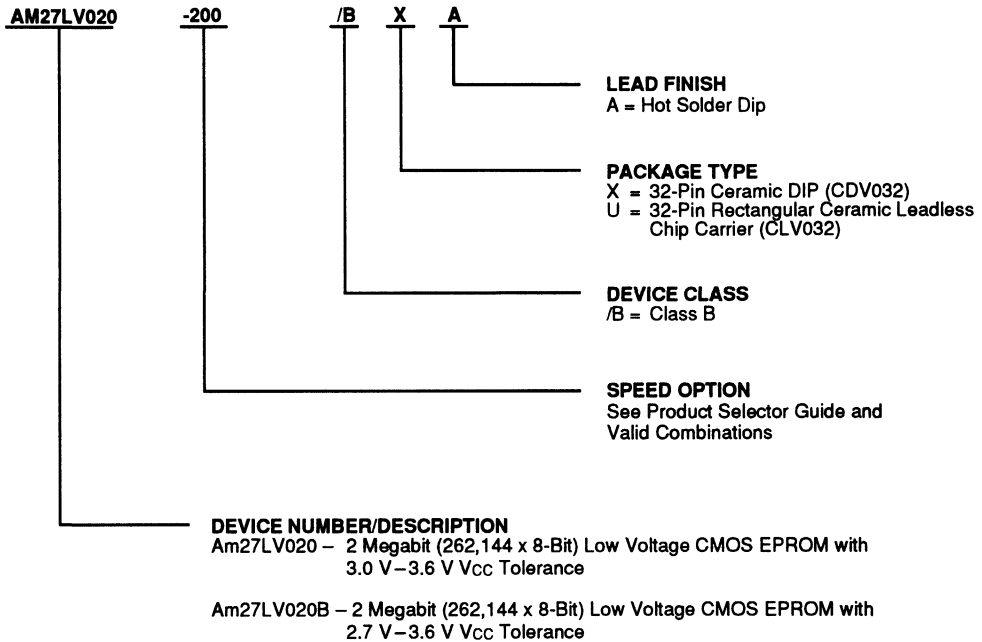 AM27LV020 -200 /B X A
LEAD FINISH
A = Hot Solder Dip
PACKAGE TYPE
X = 32-Pin Ceramic DIP (CDV032)
U = 32-Pin Rectangular Ceramic Leadless
Chip Carrier (CLV032)
DEVICE CLASS
/B = Class B
SPEED OPTION
See Product Selector Guide and
Valid Combinations
DEVICE NUMBER/DESCRIPTION
Am27LV020 – 2 Megabit (262,144 x 8-Bit) Low Voltage CMOS EPROM with
3.0 V–3.6 V VCC Tolerance
Am27LV020B – 2 Megabit (262,144 x 8-Bit) Low Voltage CMOS EPROM with
2.7 V–3.6 V VCC Tolerance